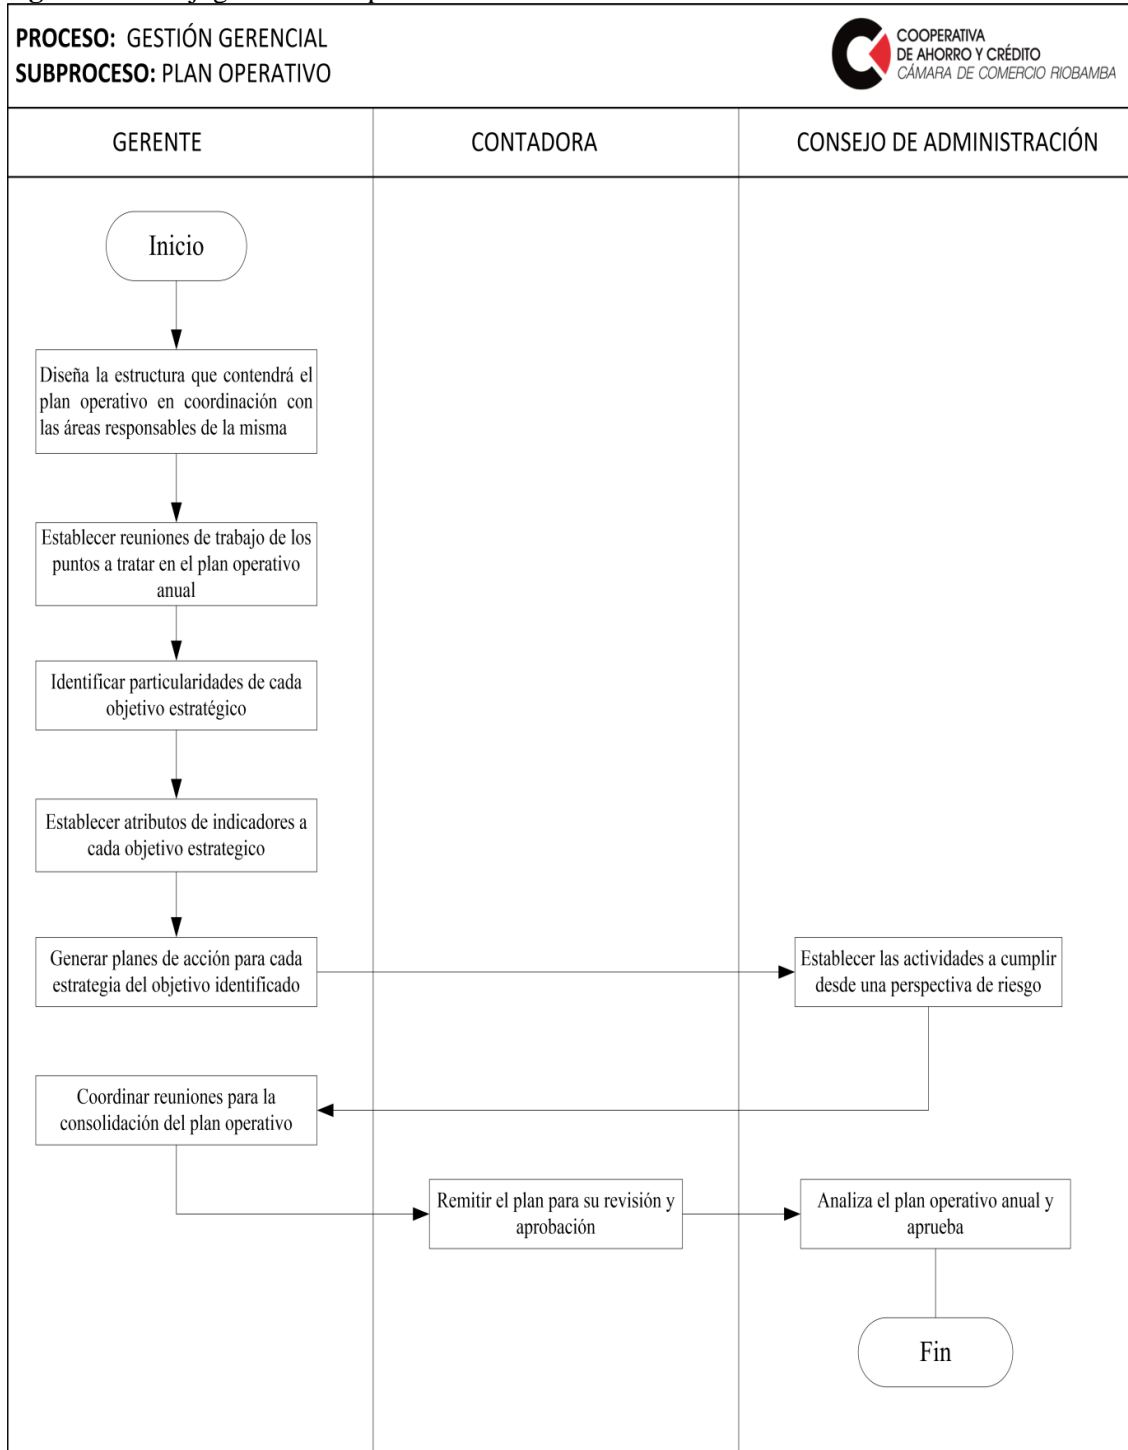 PROCESO: GESTIÓN GERENCIAL
SUBPROCESO: PLAN OPERATIVO
COOPERATIVA
DE AHORRO Y CRÉDITO
CÁMARA DE COMERCIO RIOBAMBA
GERENTE
CONTADORA
CONSEJO DE ADMINISTRACIÓN
Inicio
Diseña la estructura que contendrá el
plan operativo en coordinación con
las áreas responsables de la misma
Establecer reuniones de trabajo de los
puntos a tratar en el plan operativo
anual
Identificar particularidades de cada
objetivo estratégico
Establecer atributos de indicadores a
cada objetivo estrategico
Generar planes de acción para cada
estrategia del objetivo identificado
Establecer las actividades a cumplir
desde una perspectiva de riesgo
Coordinar reuniones para la
consolidación del plan operativo
Remitir el plan para su revisión y
aprobación
Analiza el plan operativo anual y
aprueba
Fin